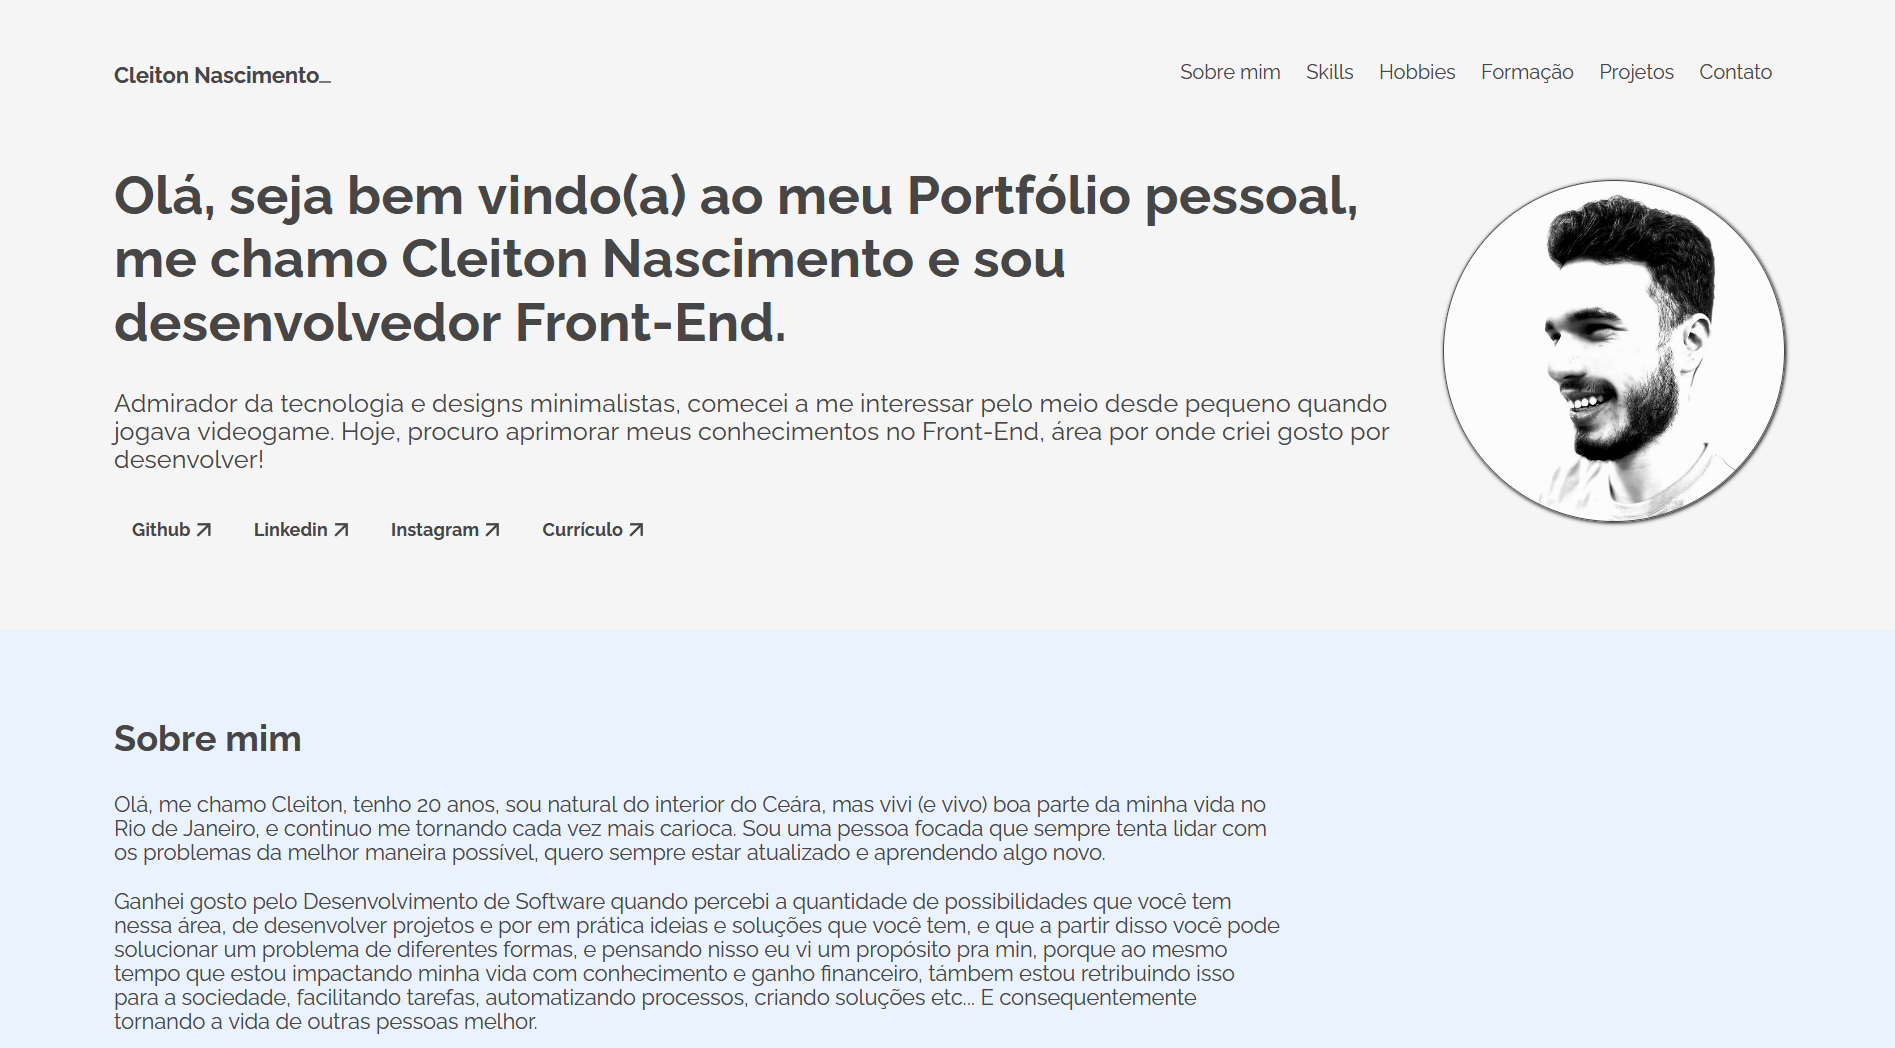 Cleiton Nascimento_
Sobre mim Skills Hobbies Formação Projetos Contato
Olá, seja bem vindo(a) ao meu Portfólio pessoal,
me chamo Cleiton Nascimento e sou
desenvolvedor Front-End.
Admirador da tecnologia e designs minimalistas, comecei a me interessar pelo meio desde pequeno quando
jogava videogame. Hoje, procuro aprimorar meus conhecimentos no Front-End, área por onde criei gosto por
desenvolver!
Github Linkedin Instagram Currículo
Sobre mim
Olá, me chamo Cleiton, tenho 20 anos, sou natural do interior do Ceára, mas vivi (e vivo) boa parte da minha vida no
Rio de Janeiro, e continuo me tornando cada vez mais carioca. Sou uma pessoa focada que sempre tenta lidar com
os problemas da melhor maneira possível, quero sempre estar atualizado e aprendendo algo novo.
Ganhei gosto pelo Desenvolvimento de Software quando percebi a quantidade de possibilidades que você tem
nessa área, de desenvolver projetos e por em prática ideias e soluções que você tem, e que a partir disso você pode
solucionar um problema de diferentes formas, e pensando nisso eu vi um propósito pra min, porque ao mesmo
tempo que estou impactando minha vida com conhecimento e ganho financeiro, támbem estou retribuindo isso
para a sociedade, facilitando tarefas, automatizando processos, criando soluções etc... E consequentemente
tornando a vida de outras pessoas melhor.